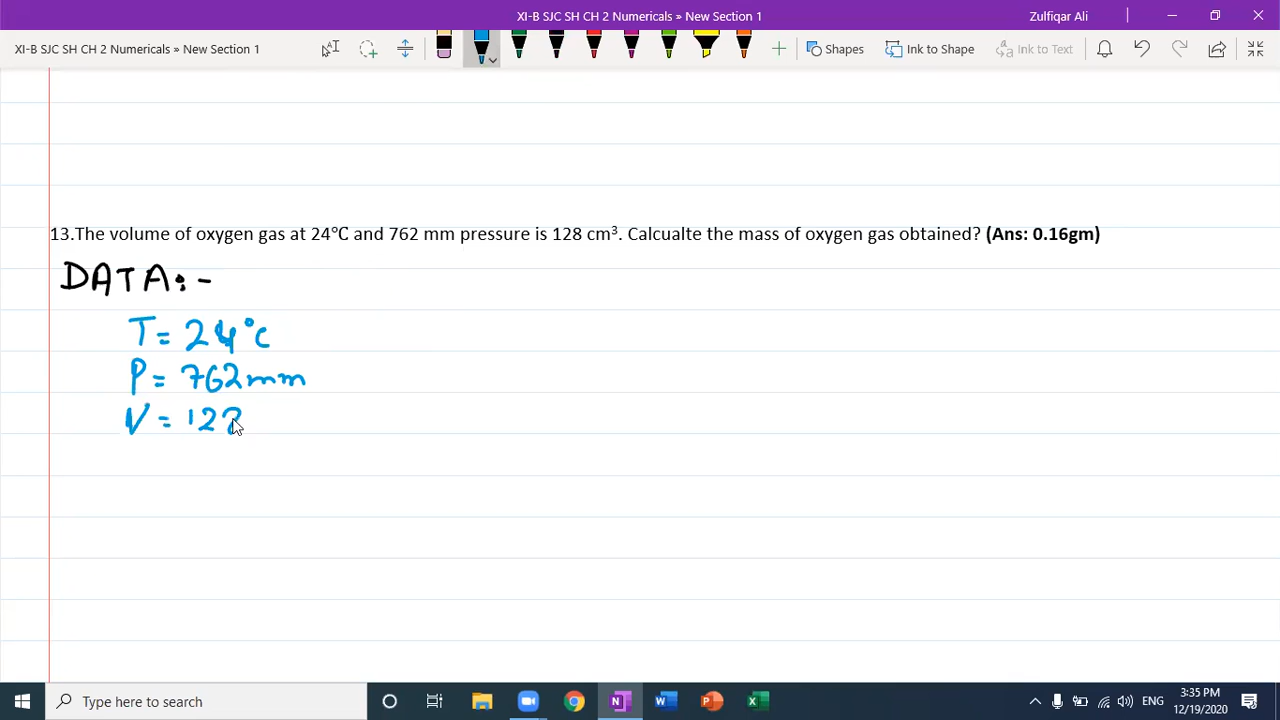 XI-B SJC SH CH 2 Numericals » New Section 1
Zulfiqar Ali
XI-B SJC SH CH 2 Numericals » New Section 1
Shapes
Ink to Shape
Ink to Text
13.The volume of oxygen gas at 24°C and 762 mm pressure is 128 cm³. Calcualte the mass of oxygen gas obtained? (Ans: 0.16gm)
DATA:-
T = 24°C
P = 762mm
V = 12
Type here to search
ENG
3:35 PM
12/19/2020